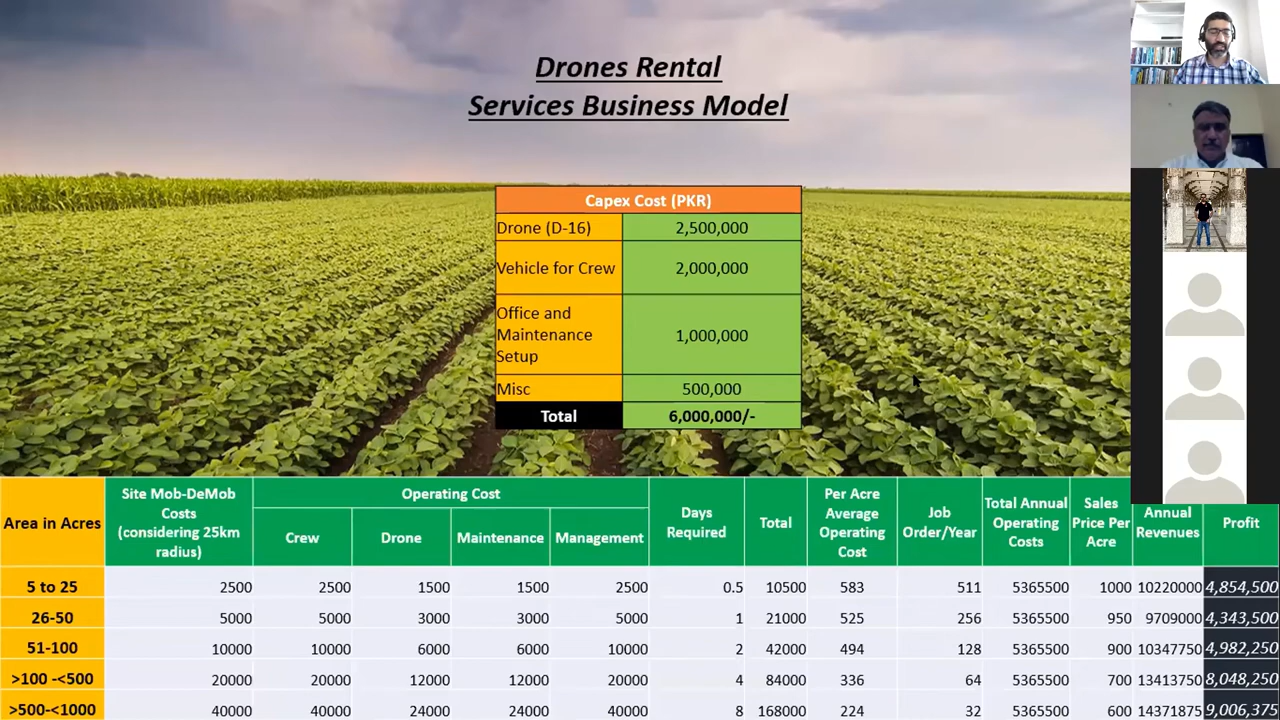 Drones Rental
Services Business Model
Capex Cost (PKR)
Drone (D-16) 2,500,000
Vehicle for Crew 2,000,000
Office and
Maintenance
Setup
1,000,000
Misc 500,000
Total 6,000,000/-
Area in Acres
Site Mob-DeMob
Costs
(considering 25km
radius)
Operating Cost
Crew Drone Maintenance Management
Days
Required
Total
Per Acre
Average
Operating
Cost
Job
Order/Year
Total Annual
Operating
Costs
Sales
Price Per
Acre
Annual
Revenues
Profit
5 to 25 2500 2500 1500 1500 2500 0.5 10500 583 511 5365500 1000 10220000 4,854,500
26-50 5000 5000 3000 3000 5000 1 21000 525 256 5365500 950 9709000 4,343,500
51-100 10000 10000 6000 6000 10000 2 42000 494 128 5365500 900 10347750 4,982,250
>100 -<500 20000 20000 12000 12000 20000 4 84000 336 64 5365500 700 13413750 8,048,250
>500-<1000 40000 40000 24000 24000 40000 8 168000 224 32 5365500 600 14371875 9,006,375